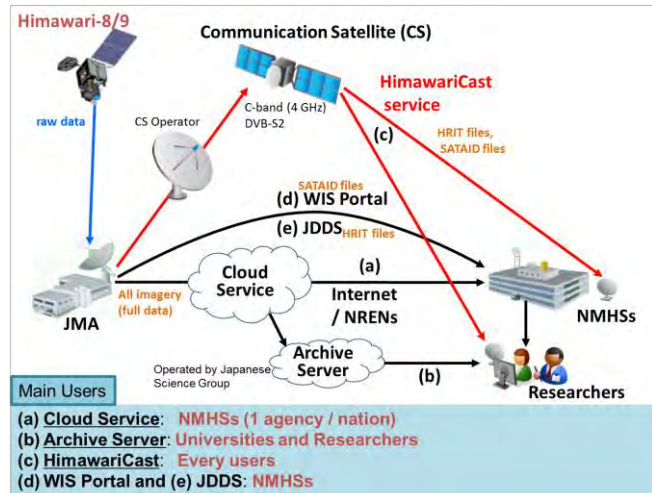 Himawari-8/9
Communication Satellite (CS)
HimawariCast
service
raw data
CS Operator
C-band (4 GHz)
DVB-S2
(c)
HRIT files,
SATAID files
SATAID files
(d) WIS Portal
(e) JDDS HRIT files
Cloud
Service
(a)
All imagery
(full data)
JMA
Internet
/ NRENs
NMHSs
Archive
Server
Operated by Japanese
Science Group
(b)
Researchers
Main Users
(a) Cloud Service: NMHSs (1 agency / nation)
(b) Archive Server: Universities and Researchers
(c) HimawariCast: Every users
(d) WIS Portal and (e) JDDS: NMHSs